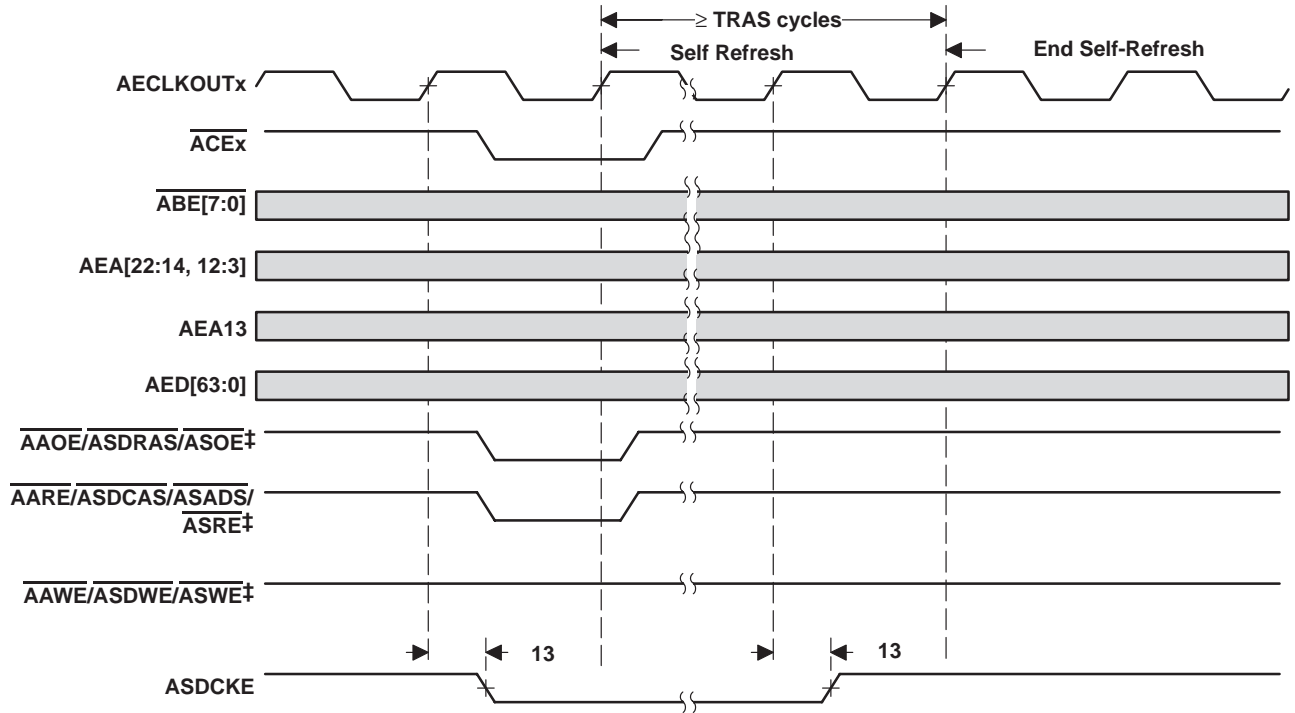 ≥ TRAS cycles
Self Refresh
End Self-Refresh
AECLKOUTx
ACEx
ABE[7:0]
AEA[22:14, 12:3]
AEA13
AED[63:0]
AAOE/ASDRAS/ASOE‡
AARE/ASDCAS/ASADS/
ASRE‡
AAWE/ASDWE/ASWE‡
13
13
ASDCKE